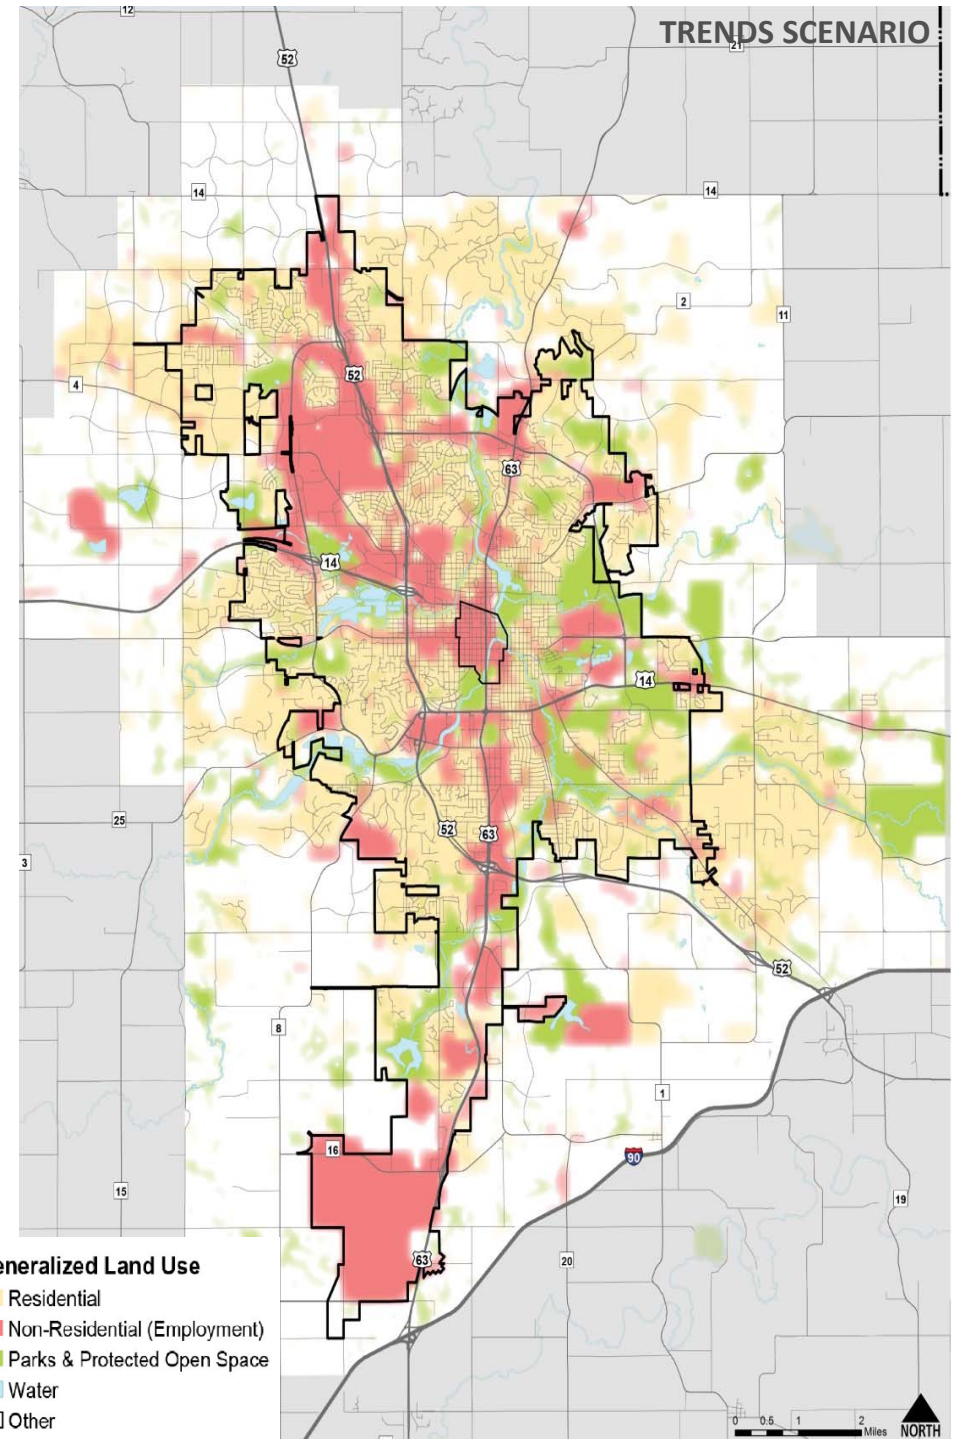 12
TRENDS SCENARIO
21
52
14
14
2
11
4
52
63
14
14
25
52
63
3
52
8
1
16
90
15
19
63
20
eneralized Land Use
Residential
Non-Residential (Employment)
Parks & Protected Open Space
Water
Other
0 0.5 1 2
Miles
NORTH